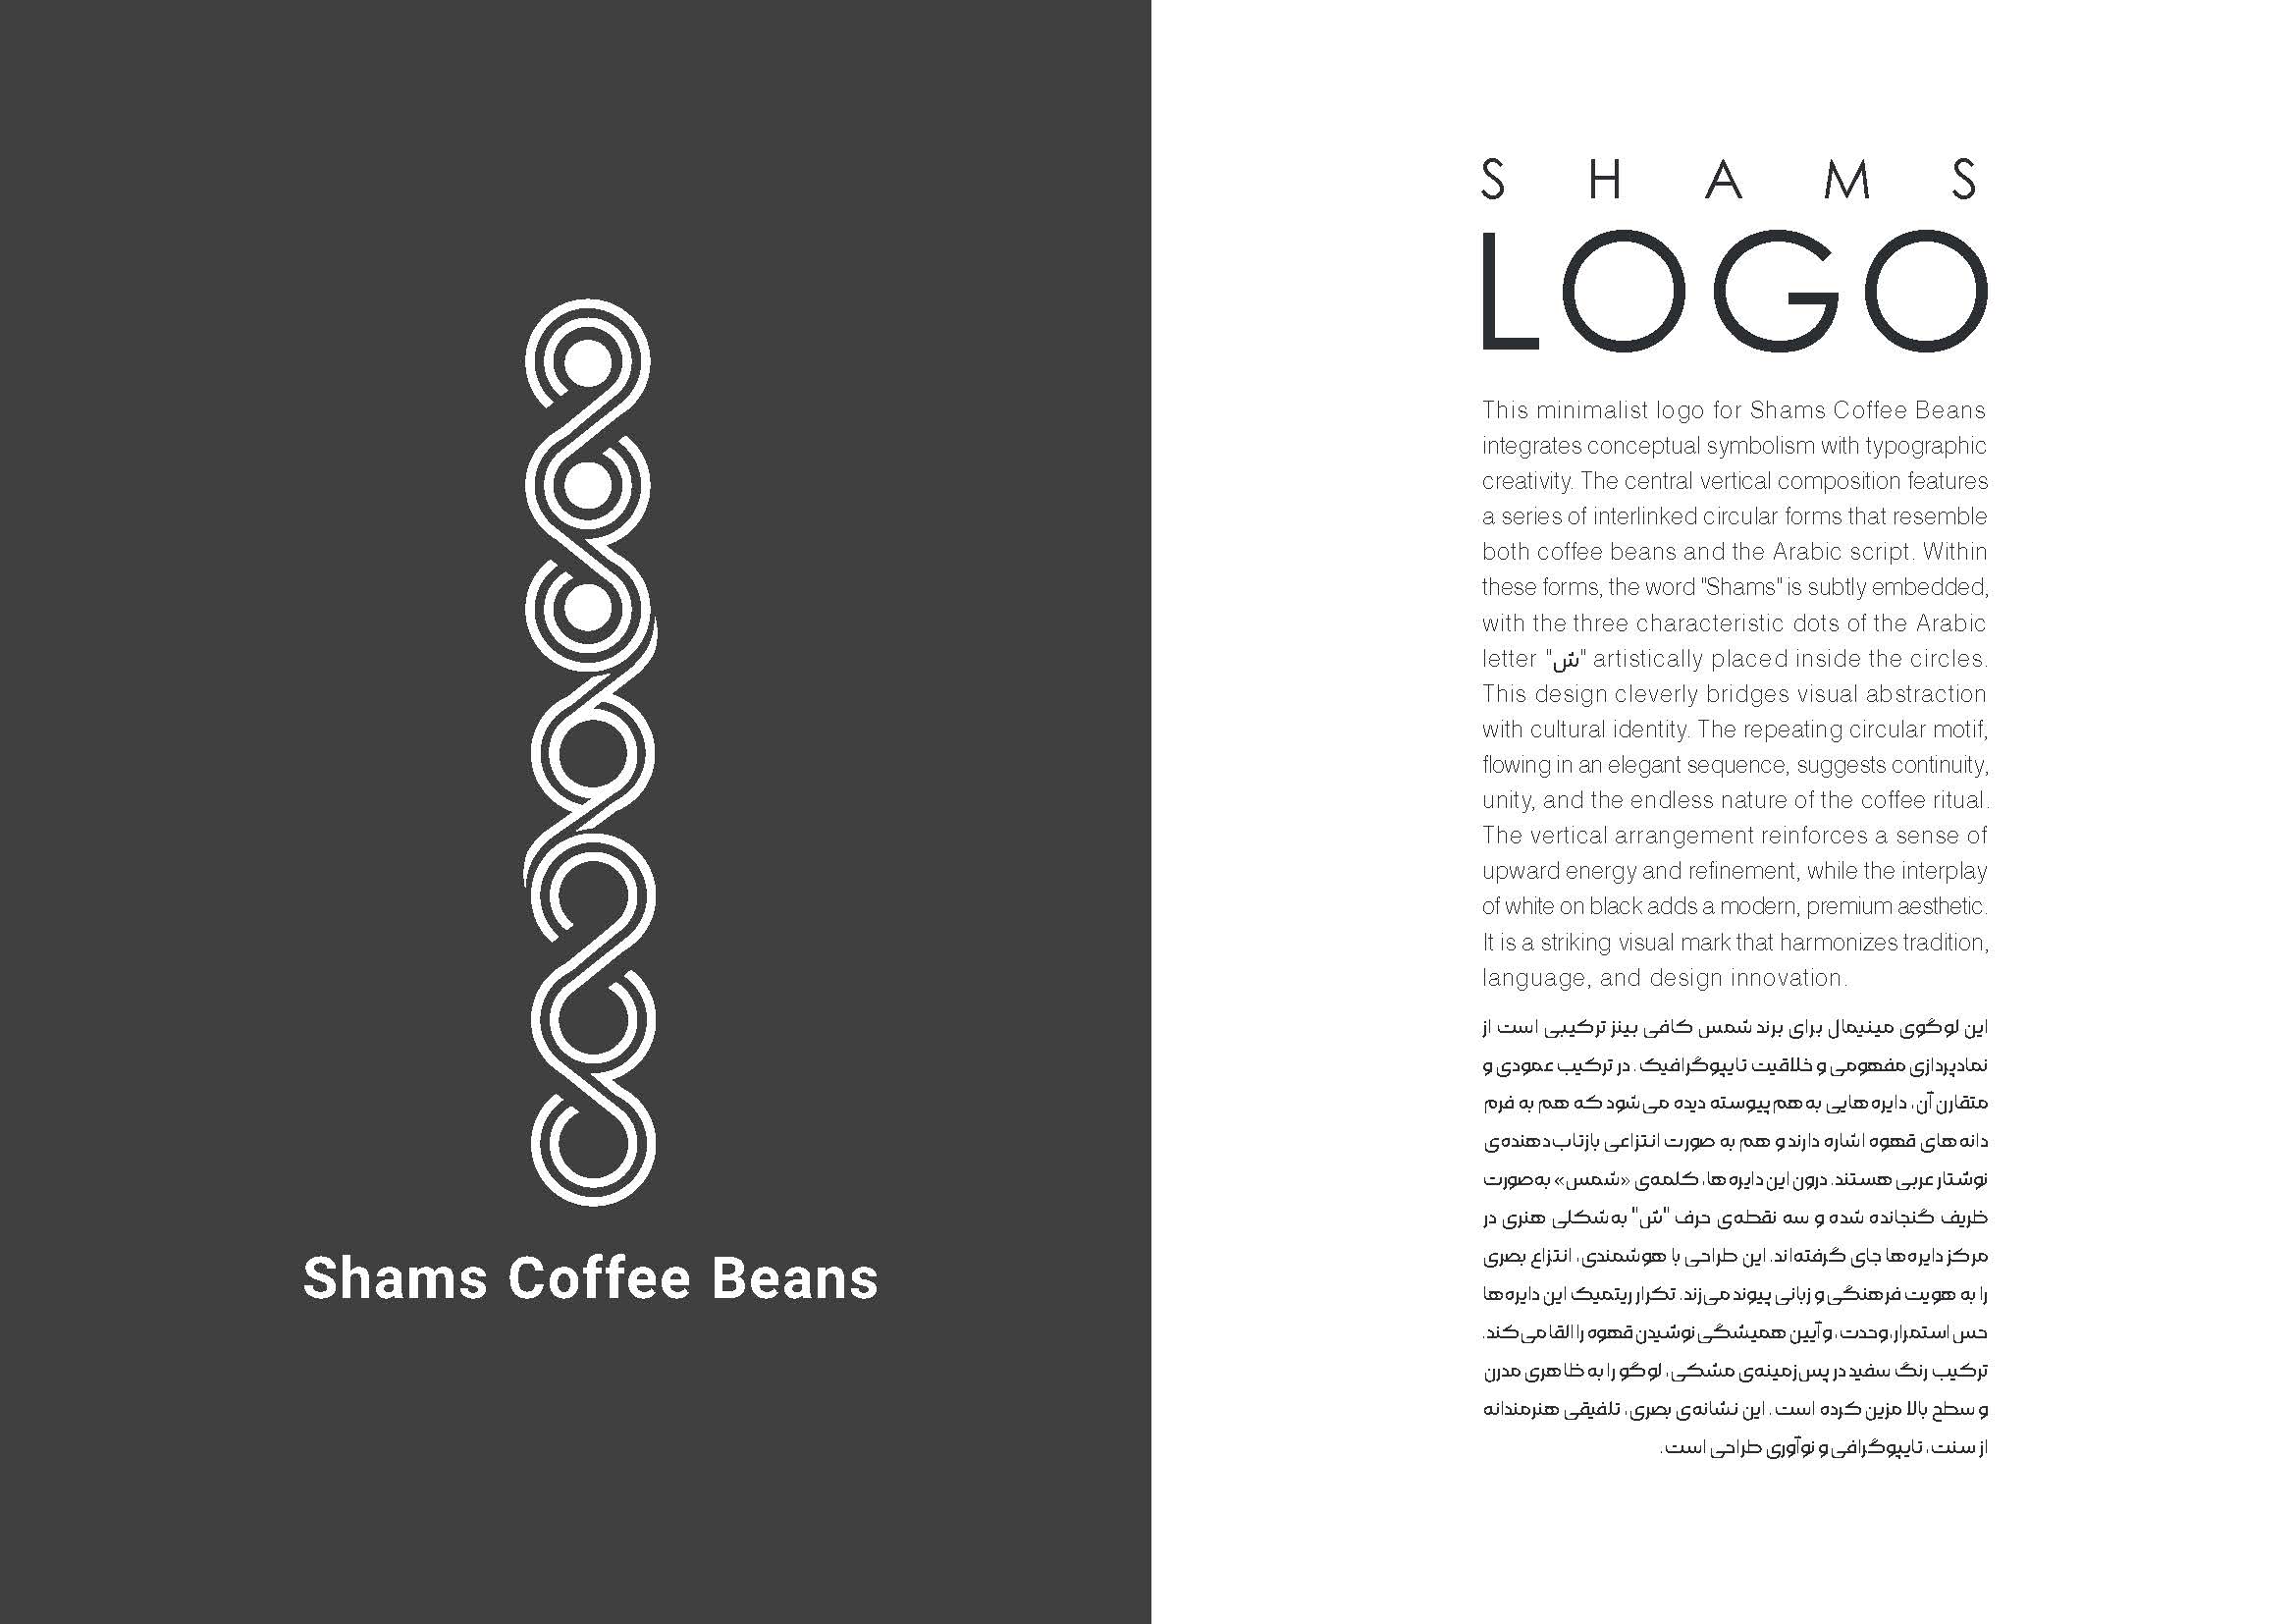 Shams Coffee Beans
SHAMS
LOGO
This minimalist logo for Shams Coffee Beans
integrates conceptual symbolism with typographic
creativity. The central vertical composition features
a series of interlinked circular forms that resemble
both coffee beans and the Arabic script. Within
these forms, the word "Shams" is subtly embedded,
with the three characteristic dots of the Arabic
letter "ش" artistically placed inside the circles.
This design cleverly bridges visual abstraction
with cultural identity. The repeating circular motif,
flowing in an elegant sequence, suggests continuity,
unity, and the endless nature of the coffee ritual.
The vertical arrangement reinforces a sense of
upward energy and refinement, while the interplay
of white on black adds a modern, premium aesthetic.
It is a striking visual mark that harmonizes tradition,
language, and design innovation.
این لوگوی مینیمال برای برند شمس کافی بینز ترکیبی است از
نمادپردازی مفهومی و خلاقیت تایپوگرافیک. در ترکیب عمودی و
متقارن آن، دایره‌هایی به‌هم‌پیوسته دیده می‌شود که هم به فرم
دانه‌های قهوه اشاره دارند و هم به صورت انتزاعی بازتاب‌دهنده‌ی
نوشتار عربی هستند. درون این دایره‌ها، کلمه‌ی «شمس» به‌صورت
ظریف گنجانده شده و سه نقطه‌ی حرف "ش" به‌شکلی هنری در
مرکز دایره‌ها جای گرفته‌اند. این طراحی با هوشمندی، انتزاع بصری
را به هویت فرهنگی و زبانی پیوند می‌زند. تکرار ریتمیک این دایره‌ها
حس استمرار، وحدت، و آیین همیشگی نوشیدن قهوه را القا می‌کند.
ترکیب رنگ سفید در پس‌زمینه‌ی مشکی، لوگو را به ظاهری مدرن
و سطح بالا مزین کرده است. این نشانه‌ی بصری، تلفیقی هنرمندانه
از سنت، تایپوگرافی و نوآوری طراحی است.